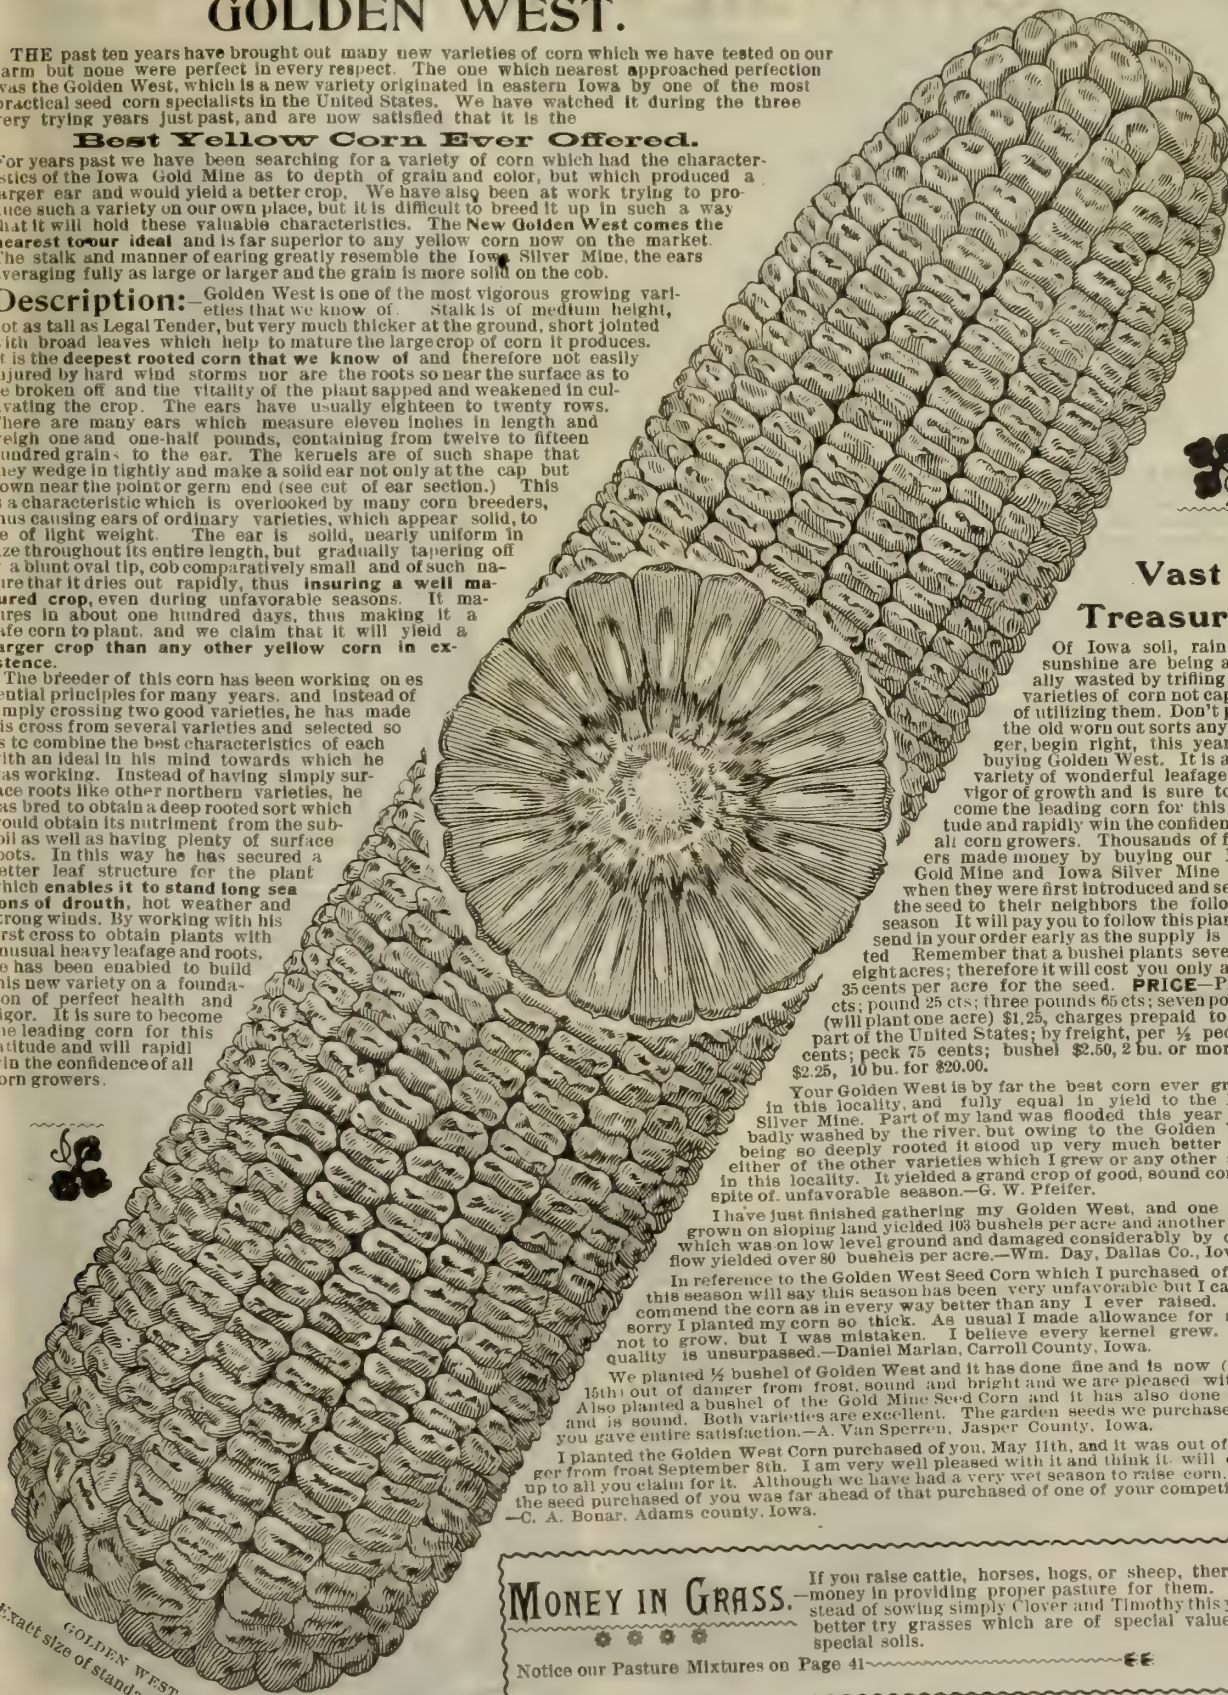 GOLDEN WEST.
THE past ten years have brought out many new varieties of corn which we have tested on our
arm but none were perfect in every respect. The one which nearest approached perfection
vas the Golden West, which is a new variety originated in eastern Iowa by one of the most
practical seed corn specialists in the United States. We have watched it during the three
very trying years just past, and are now satisfied that it is the
Best Yellow Corn Ever Offered.
For years past we have been searching for a variety of corn which had the character-
stics of the Iowa Gold Mine as to depth of grain and color, but which produced a
arger ear and would yield a better crop. We have also been at work trying to pro-
uce such a variety on our own place, but it is difficult to breed it up in such a way
hat it will hold these valuable characteristics. The New Golden West comes the
nearest to our ideal and is far superior to any yellow corn now on the market.
The stalk and manner of earing greatly resemble the Iowa Silver Mine, the ears
veraging fully as large or larger and the grain is more solid on the cob.
Description:—Golden West is one of the most vigorous growing vari-
eties that we know of. Stalk is of medium height,
ot as tall as Legal Tender, but very much thicker at the ground, short jointed
ith broad leaves which help to mature the large crop of corn it produces.
t is the deepest rooted corn that we know of and therefore not easily
njured by hard wind storms nor are the roots so near the surface as to
e broken off and the vitality of the plant sapped and weakened in cul-
vating the crop. The ears have usually eighteen to twenty rows.
here are many ears which measure eleven inches in length and
eigh one and one-half pounds, containing from twelve to fifteen
undred grains to the ear. The kernels are of such shape that
hey wedge in tightly and make a solid ear not only at the cap but
own near the point or germ end (see cut of ear section.) This
s a characteristic which is overlooked by many corn breeders,
hus causing ears of ordinary varieties, which appear solid, to
e of light weight. The ear is solid, nearly uniform in
ze throughout its entire length, but gradually tapering off
a blunt oval tip, cob comparatively small and of such na-
ure that it dries out rapidly, thus insuring a well ma-
ured crop, even during unfavorable seasons. It ma-
ures in about one hundred days, thus making it a
afe corn to plant, and we claim that it will yield a
arger crop than any other yellow corn in ex-
stence.
The breeder of this corn has been working on es
ential principles for many years, and instead of
mply crossing two good varieties, he has made
is cross from several varieties and selected so
s to combine the best characteristics of each
ith an ideal in his mind towards which he
as working. Instead of having simply sur-
ace roots like other northern varieties, he
as bred to obtain a deep rooted sort which
ould obtain its nutriment from the sub-
oil as well as having plenty of surface
oots. In this way he has secured a
etter leaf structure for the plant
hich enables it to stand long sea
ons of drouth, hot weather and
trong winds. By working with his
rst cross to obtain plants with
nusual heavy leafage and roots,
e has been enabled to build
his new variety on a founda-
on of perfect health and
igor. It is sure to become
he leading corn for this
atitude and will rapidl
in the confidence of all
orn growers.
Vast
Treasur
Of Iowa soil, rain
sunshine are being a
ally wasted by trifling
varieties of corn not cap
of utilizing them. Don't p
the old worn out sorts any
ger, begin right, this year
buying Golden West. It is a
variety of wonderful leafage
vigor of growth and is sure to
come the leading corn for this
tude and rapidly win the confiden
all corn growers. Thousands of f
ers made money by buying our
Gold Mine and Iowa Silver Mine
when they were first introduced and se
the seed to their neighbors the follo
season It will pay you to follow this plan
send in your order early as the supply is
ted Remember that a bushel plants seve
eight acres; therefore it will cost you only a
35 cents per acre for the seed. PRICE—P
cts; pound 25 cts; three pounds 65 cts; seven po
(will plant one acre) $1.25, charges prepaid to
part of the United States; by freight, per ½ pec
cents; peck 75 cents; bushel $2.50, 2 bu. or mor
$2.25, 10 bu. for $20.00.
Your Golden West is by far the best corn ever gr
in this locality, and fully equal in yield to the
Silver Mine. Part of my land was flooded this year
badly washed by the river, but owing to the Golden
being so deeply rooted it stood up very much better
either of the other varieties which I grew or any other
in this locality. It yielded a grand crop of good, sound cor
spite of. unfavorable season.—G. W. Pfeifer.
I have just finished gathering my Golden West, and one
grown on sloping land yielded 103 bushels per acre and another
which was on low level ground and damaged considerably by o
flow yielded over 80 bushels per acre.—Wm. Day, Dallas Co., Iow
In reference to the Golden West Seed Corn which I purchased of
this season will say this season has been very unfavorable but I ca
commend the corn as in every way better than any I ever raised.
sorry I planted my corn so thick. As usual I made allowance for
not to grow, but I was mistaken. I believe every kernel grew.
quality is unsurpassed.—Daniel Marlan, Carroll County, Iowa.
We planted ½ bushel of Golden West and it has done fine and is now (
15th) out of danger from frost, sound and bright and we are pleased wit
Also planted a bushel of the Gold Mine Seed Corn and it has also done
and is sound. Both varieties are excellent. The garden seeds we purchase
you gave entire satisfaction.—A. Van Sperren, Jasper County, Iowa.
I planted the Golden West Corn purchased of you, May 11th, and it was out of
ger from frost September 8th. I am very well pleased with it and think it will
up to all you claim for it. Although we have had a very wet season to raise corn,
the seed purchased of you was far ahead of that purchased of one of your competi
—C. A. Bonar, Adams county, Iowa.
MONEY IN GRASS.—If you raise cattle, horses, hogs, or sheep, ther
money in providing proper pasture for them.
stead of sowing simply Clover and Timothy this y
better try grasses which are of special value
special soils.
Notice our Pasture Mixtures on Page 41
GOLDEN WEST
Exact size of standa